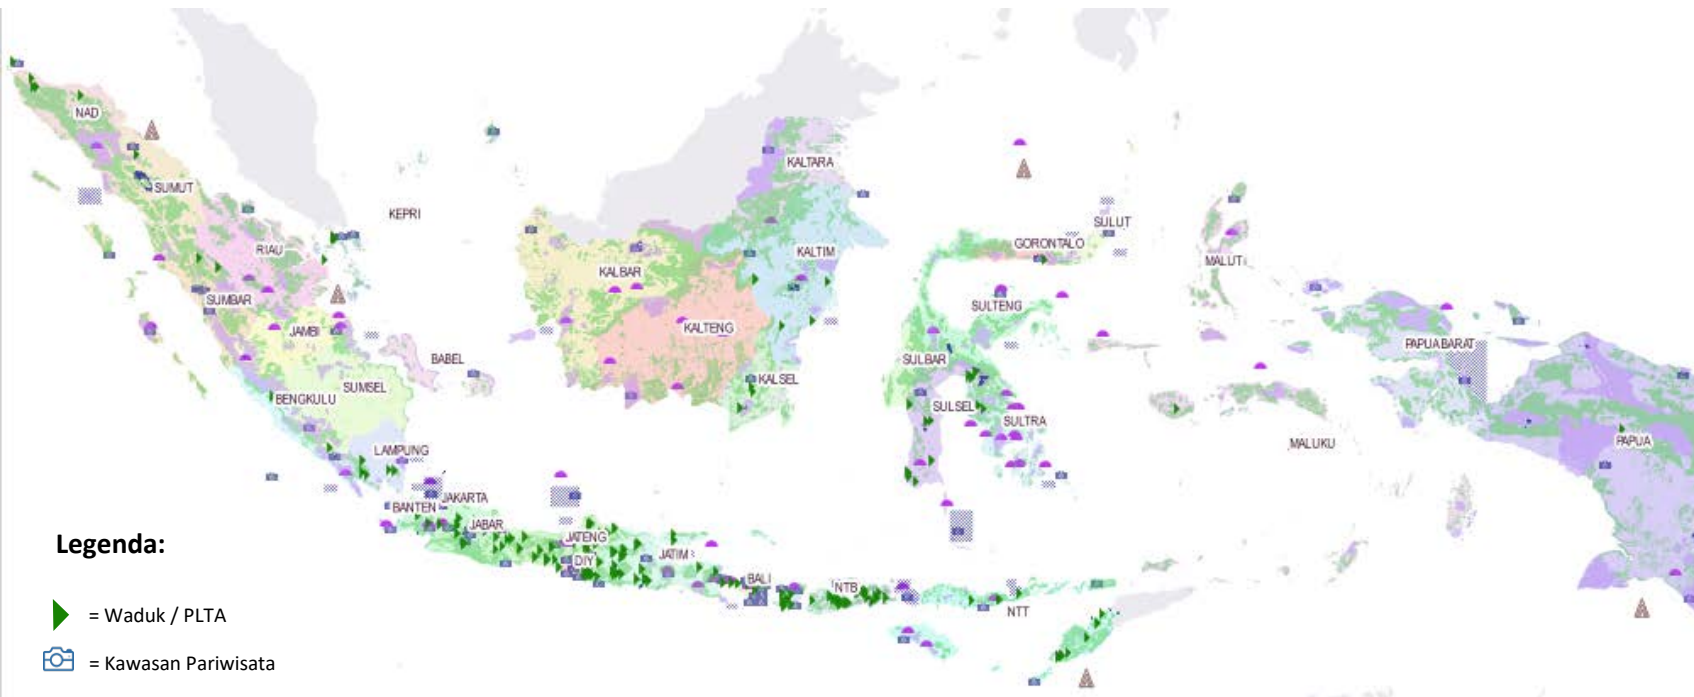 NAD
SUMUT
KEPRI
RIAU
SUMBAR
JAMBI
BABEL
SUMSEL
BENGKULU
LAMPUNG
KALTARA
KALBAR
KALTIM
KALTENG
KALSEL
SULUT
GORONTALO
SULTENG
SULBAR
SULSEL
SULTRA
MALUT
MALUKU
PAPUA BARAT
PAPUA
BANTEN
JAKARTA
JABAR
JATENG
DIY
JATIM
BALI
NTB
NTT
Legenda:
= Waduk / PLTA
= Kawasan Pariwisata